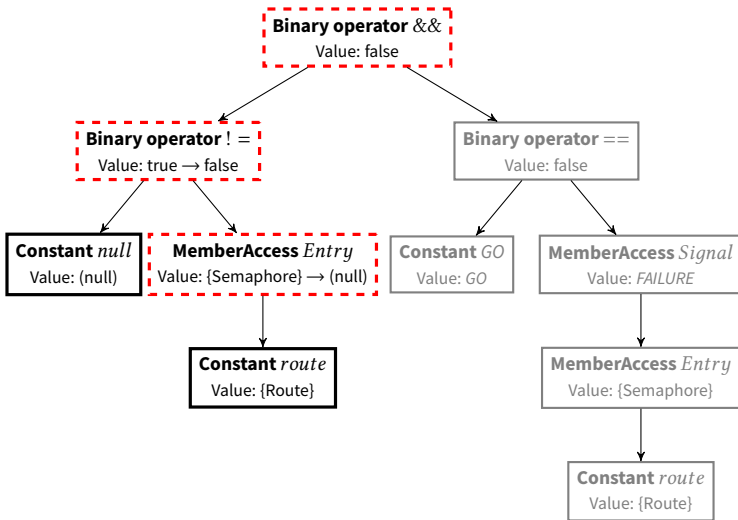 Binary operator &&
Value: false
Binary operator ! =
Value: true → false
Binary operator ==
Value: false
Constant null
Value: (null)
MemberAccess Entry
Value: {Semaphore} → (null)
Constant GO
Value: GO
MemberAccess Signal
Value: FAILURE
Constant route
Value: {Route}
MemberAccess Entry
Value: {Semaphore}
Constant route
Value: {Route}